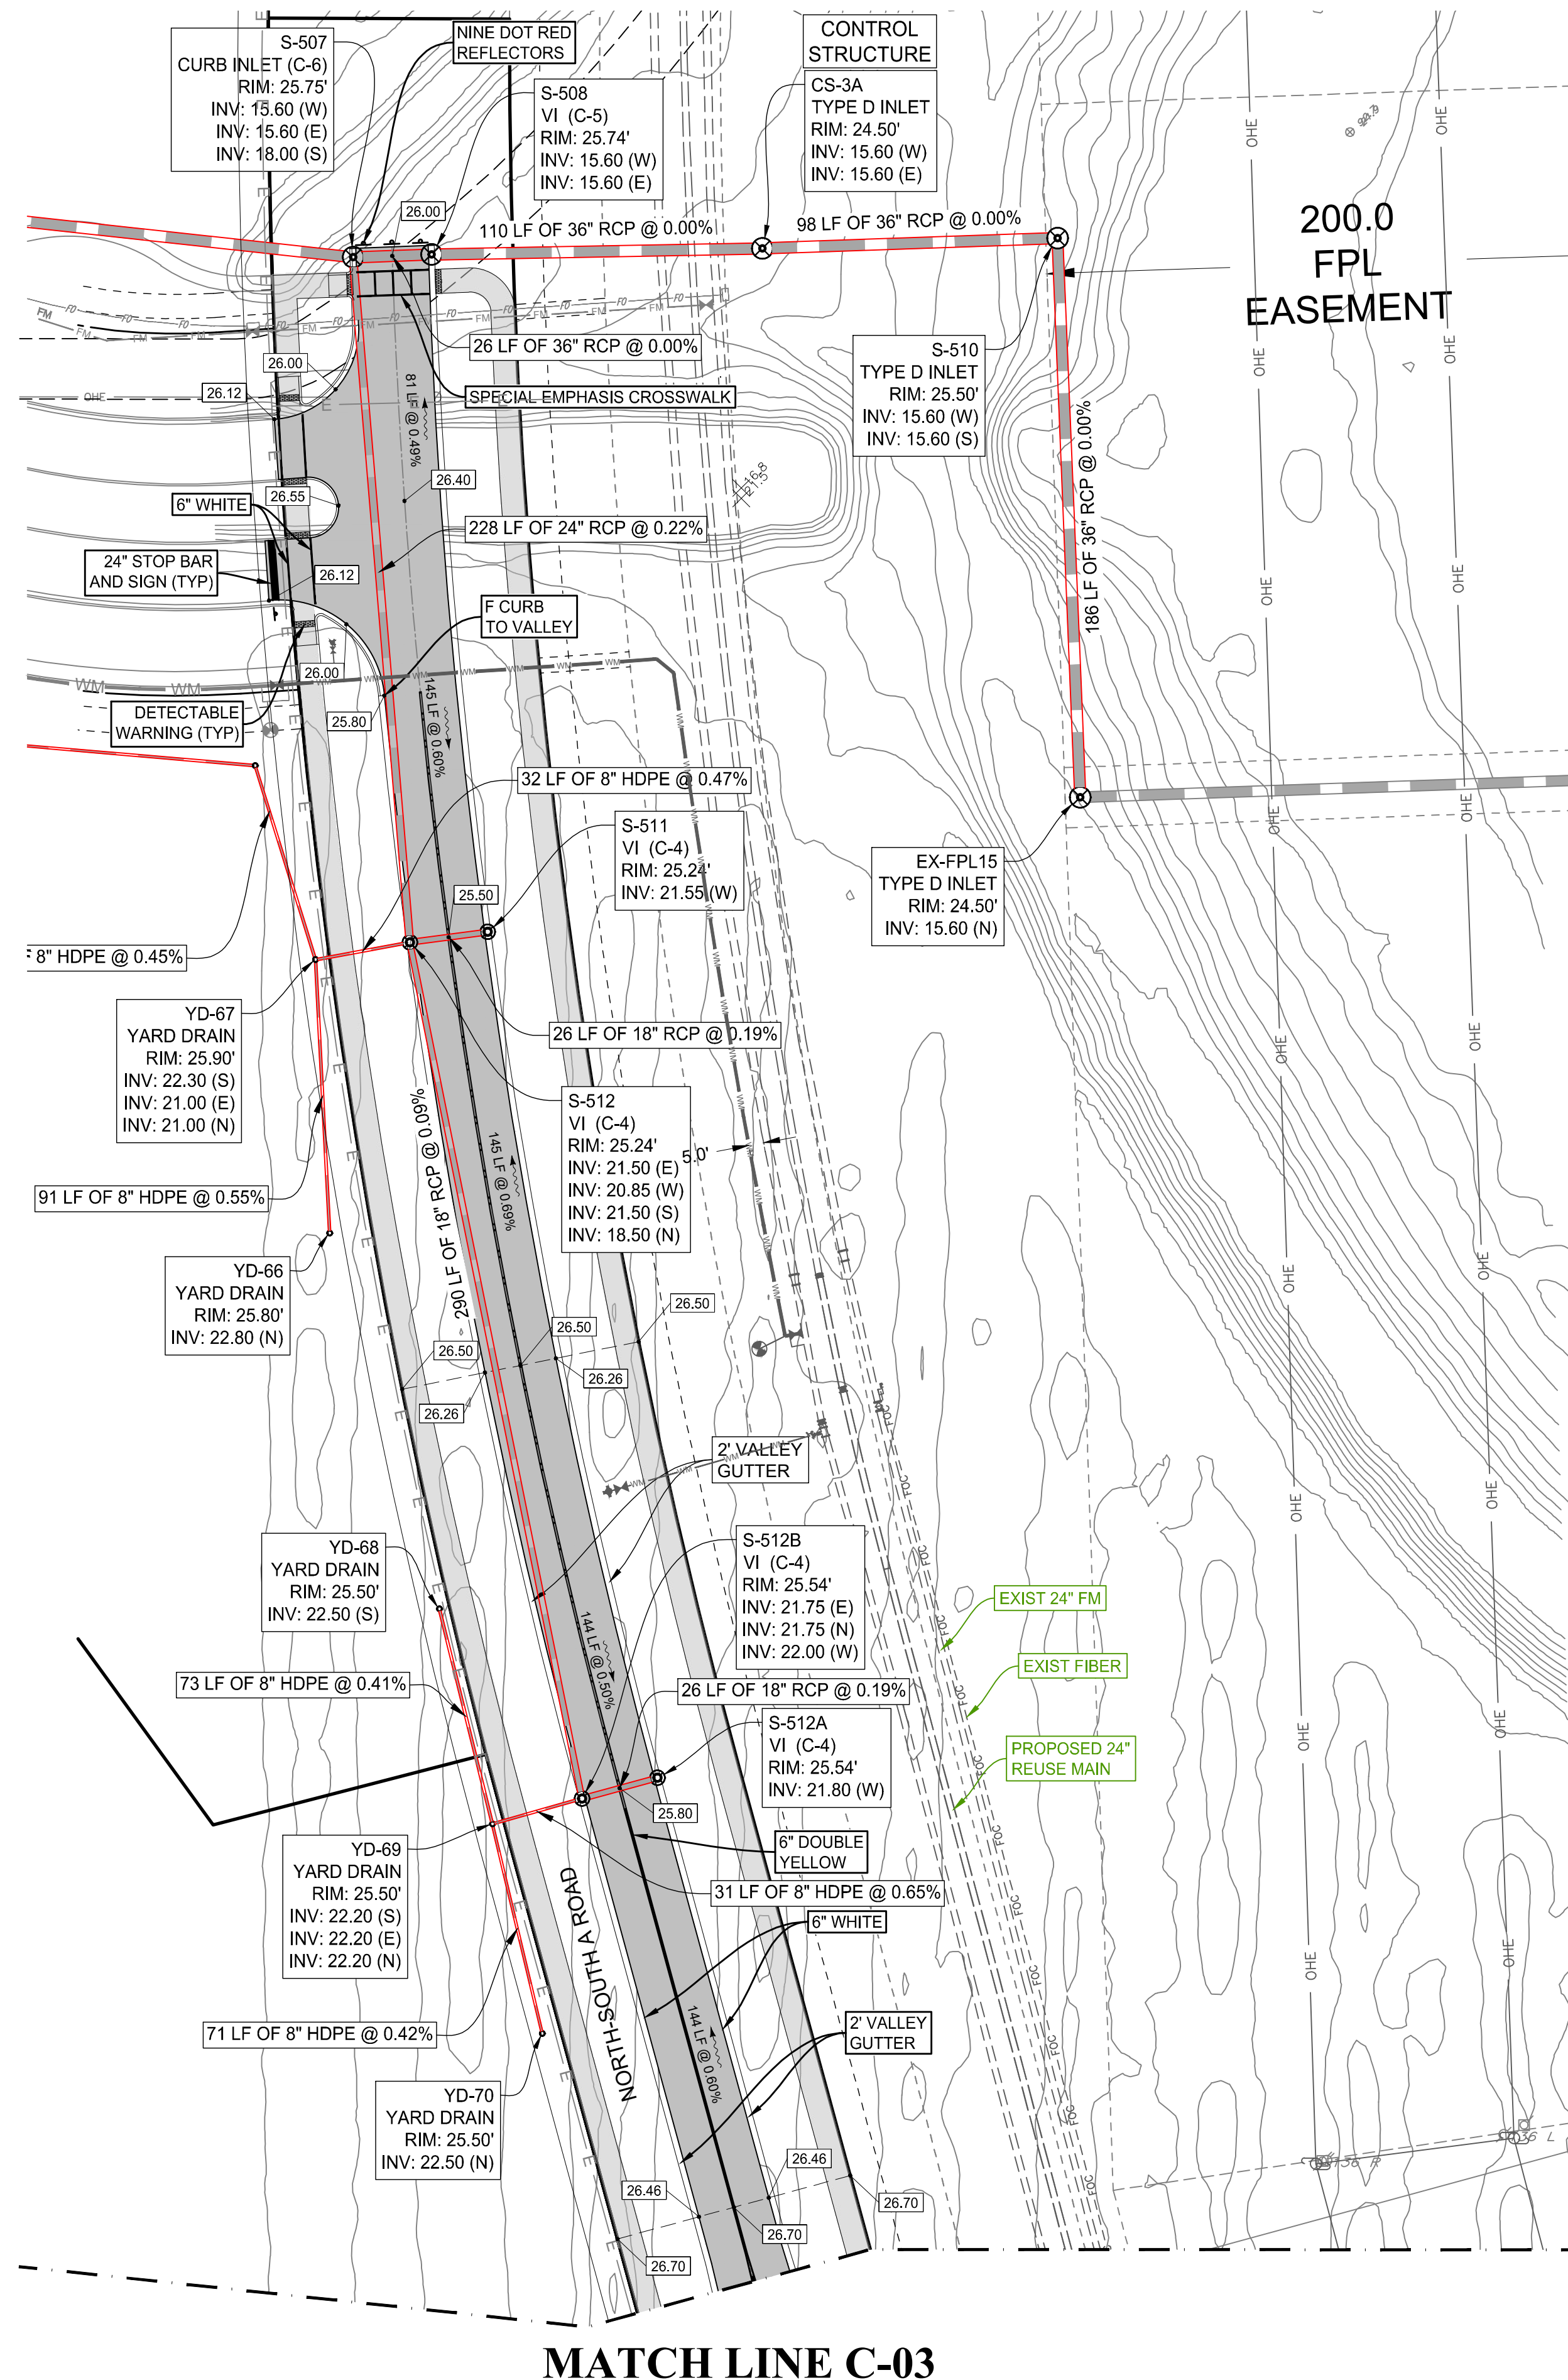 S-507
CURB INLET (C-6)
RIM: 25.75'
INV: 15.60 (W)
INV: 15.60 (E)
INV: 18.00 (S)
NINE DOT RED
REFLECTORS
S-508
VI (C-5)
RIM: 25.74'
INV: 15.60 (W)
INV: 15.60 (E)
CONTROL
STRUCTURE
CS-3A
TYPE D INLET
RIM: 24.50'
INV: 15.60 (W)
INV: 15.60 (E)
26.00
110 LF OF 36" RCP @ 0.00%
98 LF OF 36" RCP @ 0.00%
200.0
FPL
EASEMENT
26 LF OF 36" RCP @ 0.00%
SPECIAL EMPHASIS CROSSWALK
S-510
TYPE D INLET
RIM: 25.50'
INV: 15.60 (W)
INV: 15.60 (S)
26.00
26.12
81 LF @ 0.49%
26.40
16.8
21.5
186 LF OF 36" RCP @ 0.00%
6" WHITE
26.55
228 LF OF 24" RCP @ 0.22%
24" STOP BAR
AND SIGN (TYP)
26.12
F CURB
TO VALLEY
26.00
25.80
DETECTABLE
WARNING (TYP)
145 LF @ 0.60%
32 LF OF 8" HDPE @ 0.47%
S-511
VI (C-4)
RIM: 25.24'
INV: 21.55 (W)
25.50
EX-FPL15
TYPE D INLET
RIM: 24.50'
INV: 15.60 (N)
8" HDPE @ 0.45%
YD-67
YARD DRAIN
RIM: 25.90'
INV: 22.30 (S)
INV: 21.00 (E)
INV: 21.00 (N)
26 LF OF 18" RCP @ 0.19%
S-512
VI (C-4)
RIM: 25.24'
INV: 21.50 (E)
INV: 20.85 (W)
INV: 21.50 (S)
INV: 18.50 (N)
5.0'
290 LF OF 18" RCP @ 0.09%
145 LF @ 0.69%
91 LF OF 8" HDPE @ 0.55%
YD-66
YARD DRAIN
RIM: 25.80'
INV: 22.80 (N)
26.50
26.50
26.50
26.26
26.26
2' VALLEY
GUTTER
YD-68
YARD DRAIN
RIM: 25.50'
INV: 22.50 (S)
S-512B
VI (C-4)
RIM: 25.54'
INV: 21.75 (E)
INV: 21.75 (N)
INV: 22.00 (W)
EXIST 24" FM
EXIST FIBER
PROPOSED 24"
REUSE MAIN
144 LF @ 0.50%
73 LF OF 8" HDPE @ 0.41%
26 LF OF 18" RCP @ 0.19%
S-512A
VI (C-4)
RIM: 25.54'
INV: 21.80 (W)
25.80
6" DOUBLE
YELLOW
YD-69
YARD DRAIN
RIM: 25.50'
INV: 22.20 (S)
INV: 22.20 (E)
INV: 22.20 (N)
31 LF OF 8" HDPE @ 0.65%
6" WHITE
NORTH-SOUTH A ROAD
71 LF OF 8" HDPE @ 0.42%
144 LF @ 0.60%
2' VALLEY
GUTTER
YD-70
YARD DRAIN
RIM: 25.50'
INV: 22.50 (N)
26.46
26.46
26.70
26.70
26.70
OHE
FM
FO
WM
E
FOC
MATCH LINE C-03